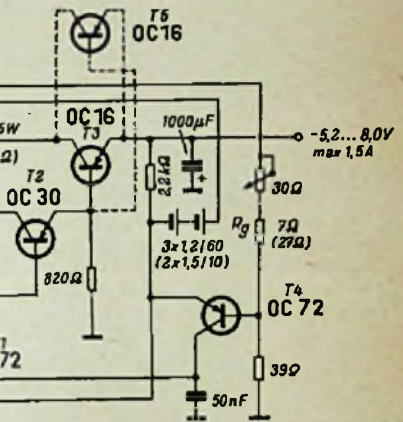 T5
OC16
OC16
T3
1000µF
5W
Ω)
-5,2...8,0V
max 1,5A
T2
OC 30
2,2kΩ
+
30Ω
Rg
7Ω
(27Ω)
3x1,2/60
(2x1,5/10)
820Ω
T4
OC 72
72
39Ω
50nF